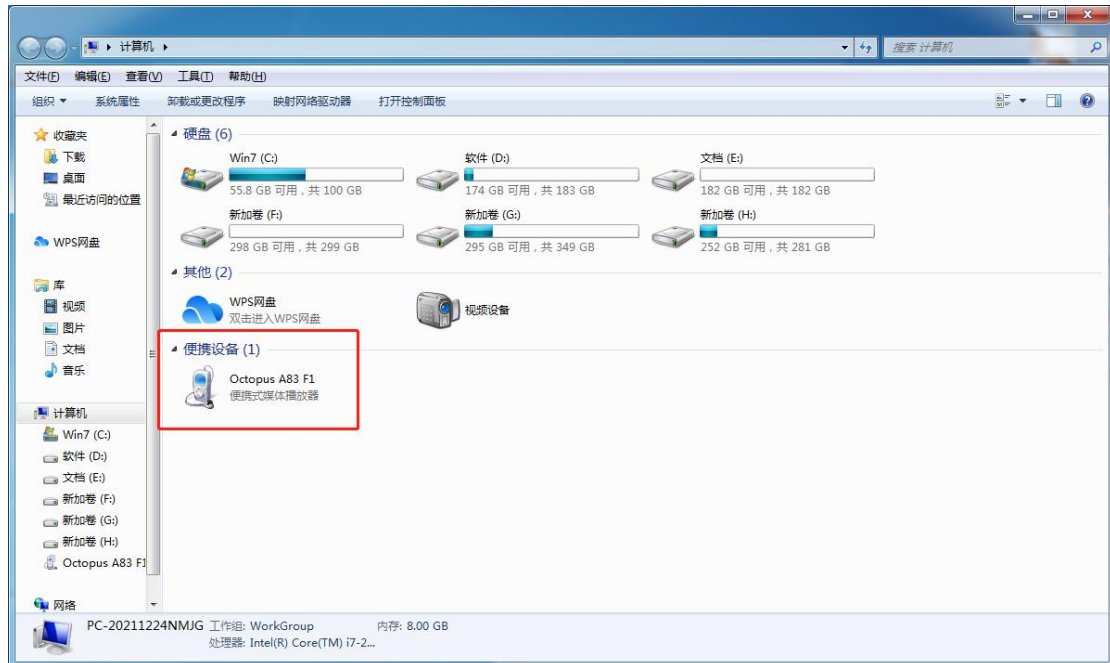 计算机
搜索 计算机
文件(F) 编辑(E) 查看(V) 工具(T) 帮助(H)
组织 系统属性 卸载或更改程序 映射网络驱动器 打开控制面板
收藏夹
下载
桌面
最近访问的位置
WPS网盘
库
视频
图片
文档
音乐
计算机
Win7 (C:)
软件 (D:)
文档 (E:)
新加卷 (F:)
新加卷 (G:)
新加卷 (H:)
Octopus A83 F1
网络
硬盘 (6)
Win7 (C:)
55.8 GB 可用，共 100 GB
软件 (D:)
174 GB 可用，共 183 GB
文档 (E:)
182 GB 可用，共 182 GB
新加卷 (F:)
298 GB 可用，共 299 GB
新加卷 (G:)
295 GB 可用，共 349 GB
新加卷 (H:)
252 GB 可用，共 281 GB
其他 (2)
WPS网盘
双击进入WPS网盘
视频设备
便携设备 (1)
Octopus A83 F1
便携式媒体播放器
PC-20211224NMJG 工作组: WorkGroup 内存: 8.00 GB
处理器: Intel(R) Core(TM) i7-2...